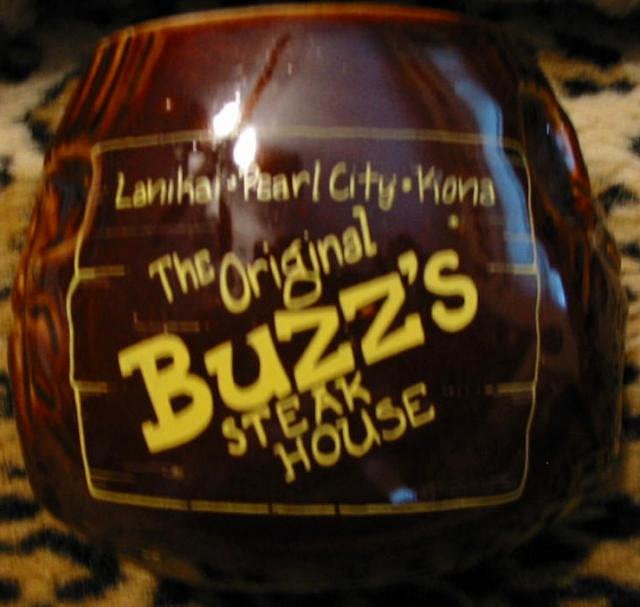 Lanikai • Pearl City • Kona
The Original
Buzz's
STEAK
HOUSE